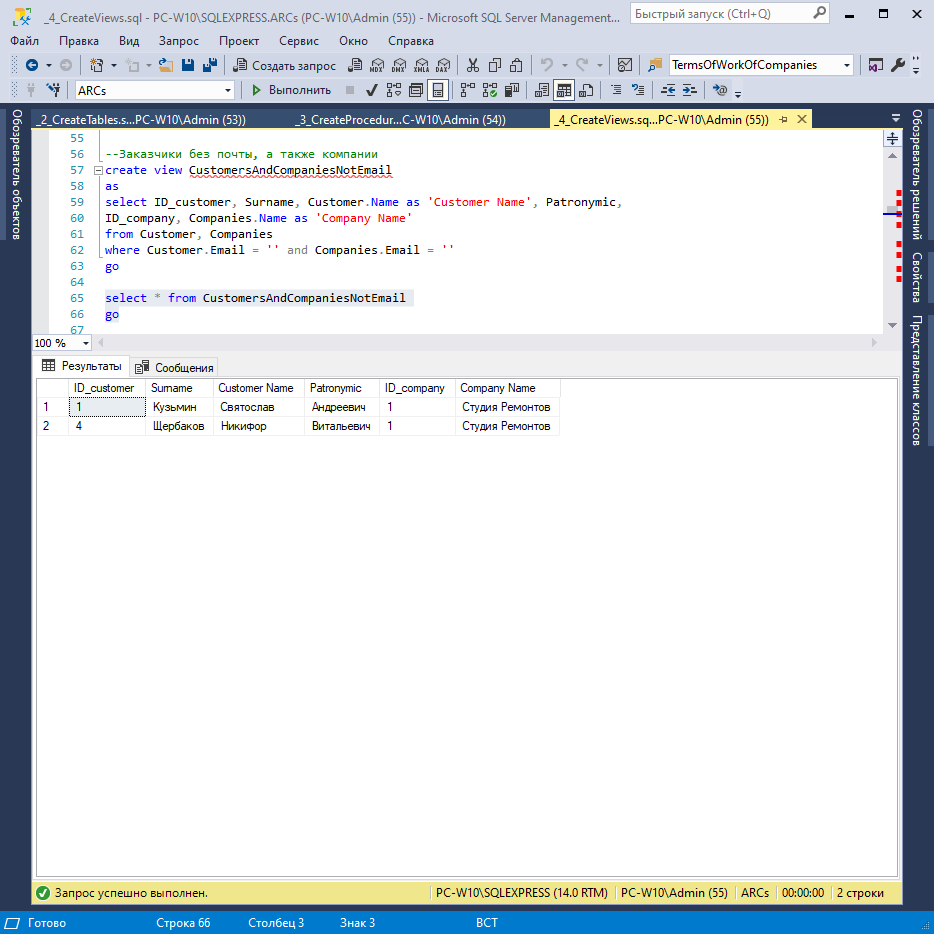 _4_CreateViews.sql - PC-W10\SQLEXPRESS.ARCs (PC-W10\Admin (55)) - Microsoft SQL Server Management...
Быстрый запуск (Ctrl+Q)
Файл Правка Вид Запрос Проект Сервис Окно Справка
Создать запрос MDX DMX XMLA DAX TermsOfWorkOfCompanies
ARCs Выполнить
_2_CreateTables.s...PC-W10\Admin (53)) _3_CreateProcedur...C-W10\Admin (54)) _4_CreateViews.sq...PC-W10\Admin (55))
Обозреватель объектов
55
56 --Заказчики без почты, а также компании
57 create view CustomersAndCompaniesNotEmail
58 as
59 select ID_customer, Surname, Customer.Name as 'Customer Name', Patronymic,
60 ID_company, Companies.Name as 'Company Name'
61 from Customer, Companies
62 where Customer.Email = '' and Companies.Email = ''
63 go
64
65 select * from CustomersAndCompaniesNotEmail
66 go
67
100 %
Обозреватель решений
Свойства
Представление классов
Результаты Сообщения
ID_customer Surname Customer Name Patronymic ID_company Company Name
1 1 Кузьмин Святослав Андреевич 1 Студия Ремонтов
2 4 Щербаков Никифор Витальевич 1 Студия Ремонтов
Запрос успешно выполнен. PC-W10\SQLEXPRESS (14.0 RTM) PC-W10\Admin (55) ARCs 00:00:00 2 строки
Готово Строка 66 Столбец 3 Знак 3 ВСТ